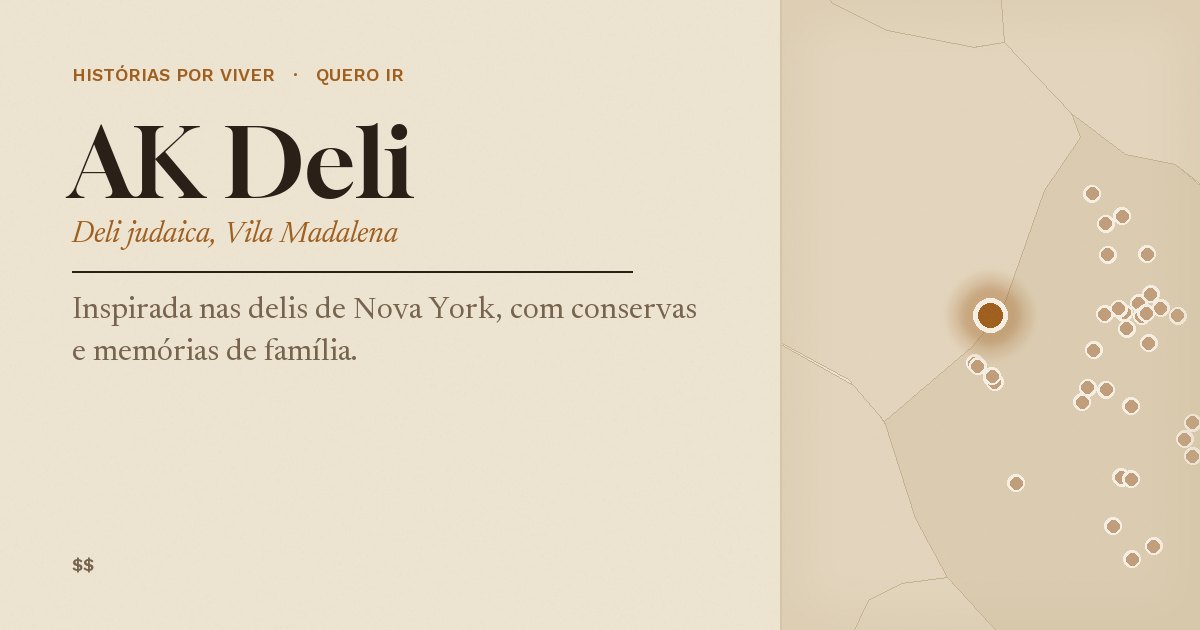 HISTÓRIAS POR VIVER · QUERO IR
AK Deli
Deli judaica, Vila Madalena
Inspirada nas delis de Nova York, com conservas
e memórias de família.
$$